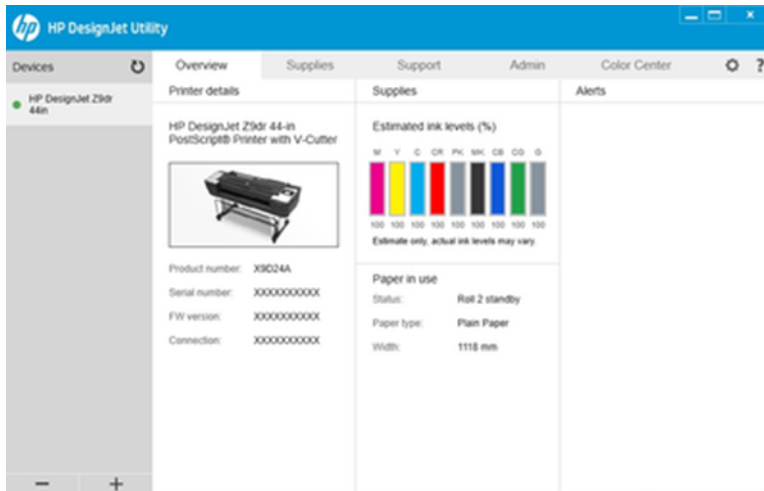 hp HP DesignJet Utility
Devices
HP DesignJet Z9dr
44in
Overview Supplies Support Admin Color Center ?
Printer details
HP DesignJet Z9dr 44-in
PostScript® Printer with V-Cutter
Product number: X9D24A
Serial number: XXXXXXXXXX
FW version: XXXXXXXXXX
Connection: XXXXXXXXXX
Supplies
Estimated ink levels (%)
M Y C CR PK MK CB CG G
100 100 100 100 100 100 100 100 100
Estimate only, actual ink levels may vary.
Paper in use
Status: Roll 2 standby
Paper type: Plain Paper
Width: 1118 mm
Alerts